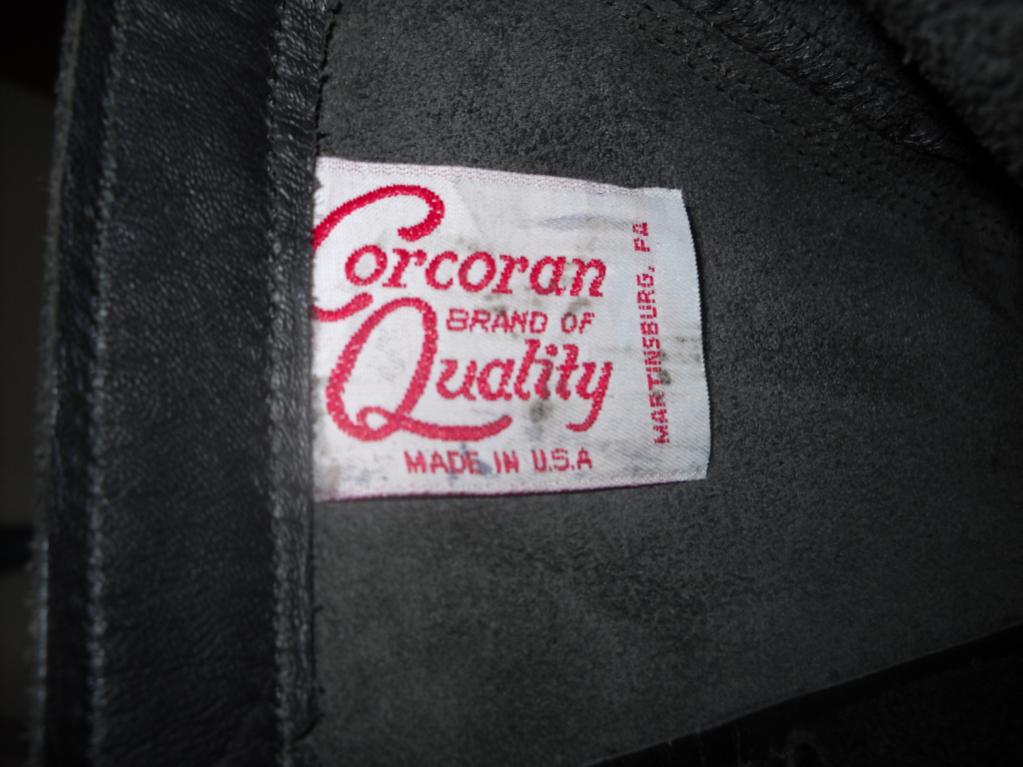 Corcoran
BRAND OF
Quality
MADE IN U.S.A
MARTINSBURG, PA